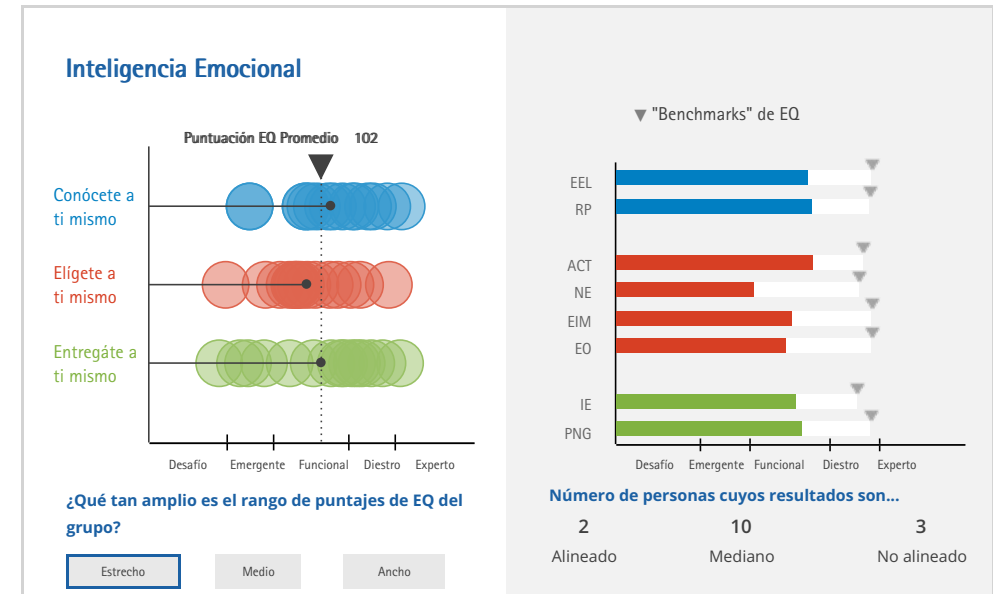 Inteligencia Emocional
Puntuación EQ Promedio 102
Conócete a
ti mismo
Elígete a
ti mismo
Entregáte a
ti mismo
Desafío Emergente Funcional Diestro Experto
¿Qué tan amplio es el rango de puntajes de EQ del
grupo?
Estrecho Medio Ancho
"Benchmarks" de EQ
EEL
RP
ACT
NE
EIM
EO
IE
PNG
Desafío Emergente Funcional Diestro Experto
Número de personas cuyos resultados son...
2 10 3
Alineado Mediano No alineado